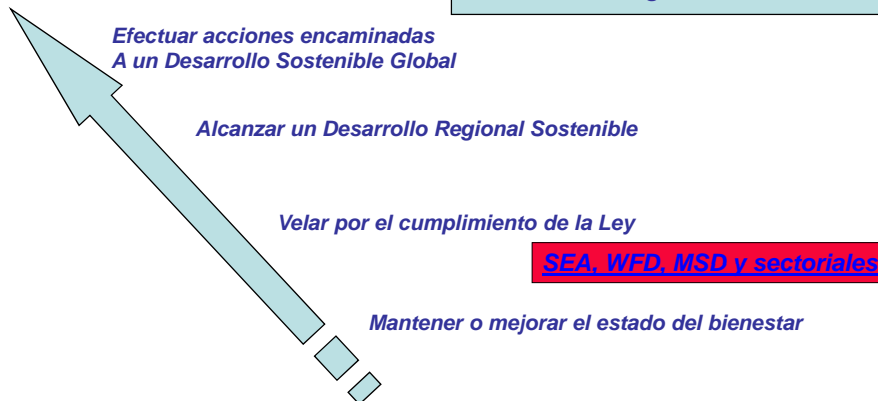 Efectuar acciones encaminadas
A un Desarrollo Sostenible Global
Alcanzar un Desarrollo Regional Sostenible
Velar por el cumplimiento de la Ley
SEA, WFD, MSD y sectoriales
Mantener o mejorar el estado del bienestar